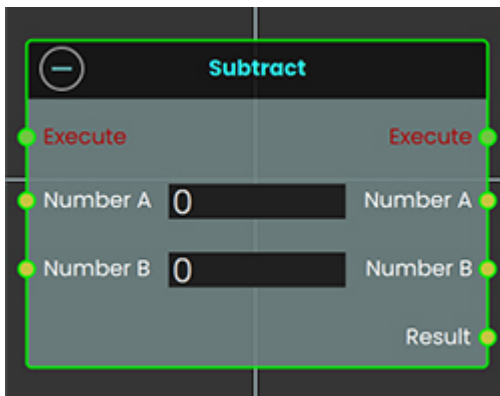 Subtract
Execute Execute
Number A 0 Number A
Number B 0 Number B
Result